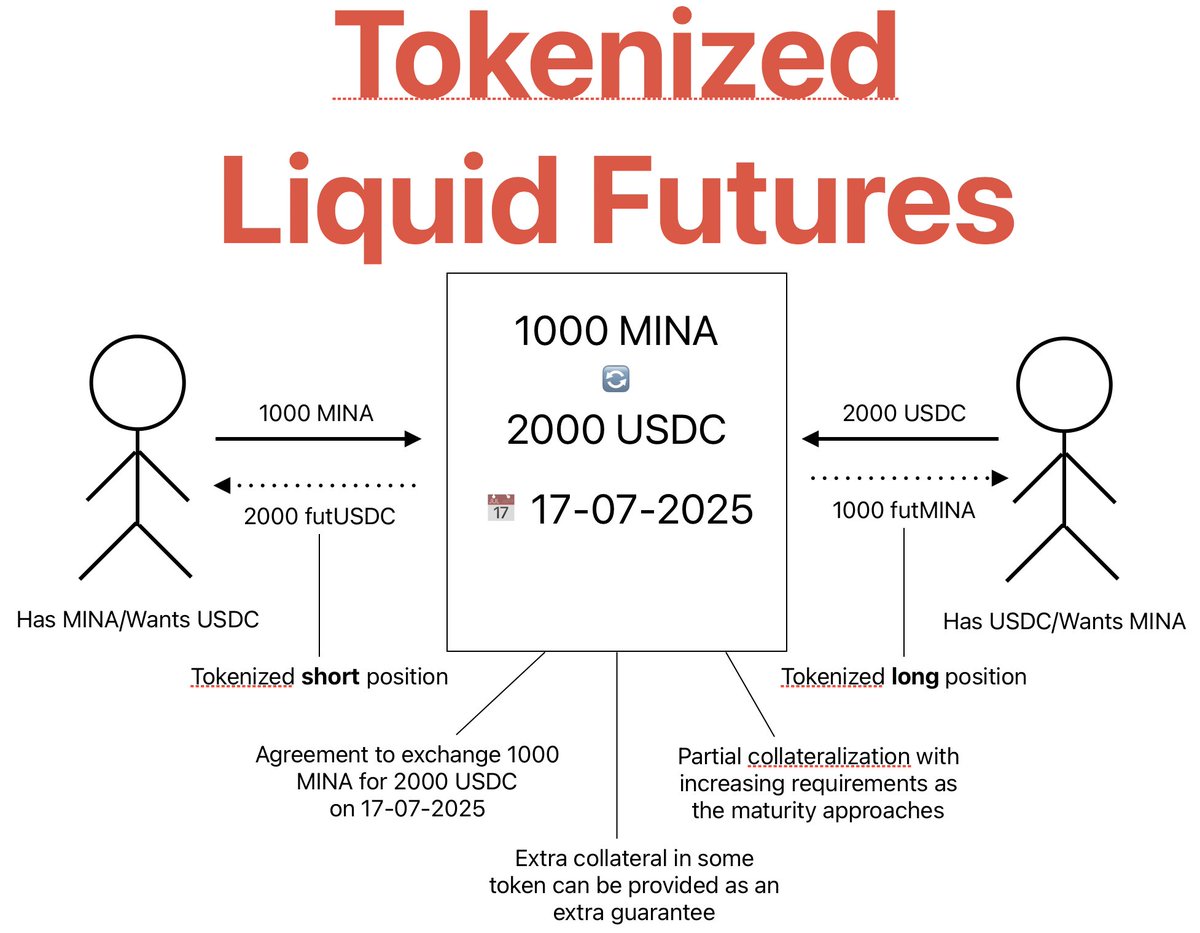 Tokenized
Liquid Futures
1000 MINA
2000 USDC
17-07-2025
JUL
17
1000 MINA
2000 futUSDC
Has MINA/Wants USDC
Tokenized short position
2000 USDC
1000 futMINA
Has USDC/Wants MINA
Tokenized long position
Agreement to exchange 1000
MINA for 2000 USDC
on 17-07-2025
Extra collateral in some
token can be provided as an
extra guarantee
Partial collateralization with
increasing requirements as
the maturity approaches